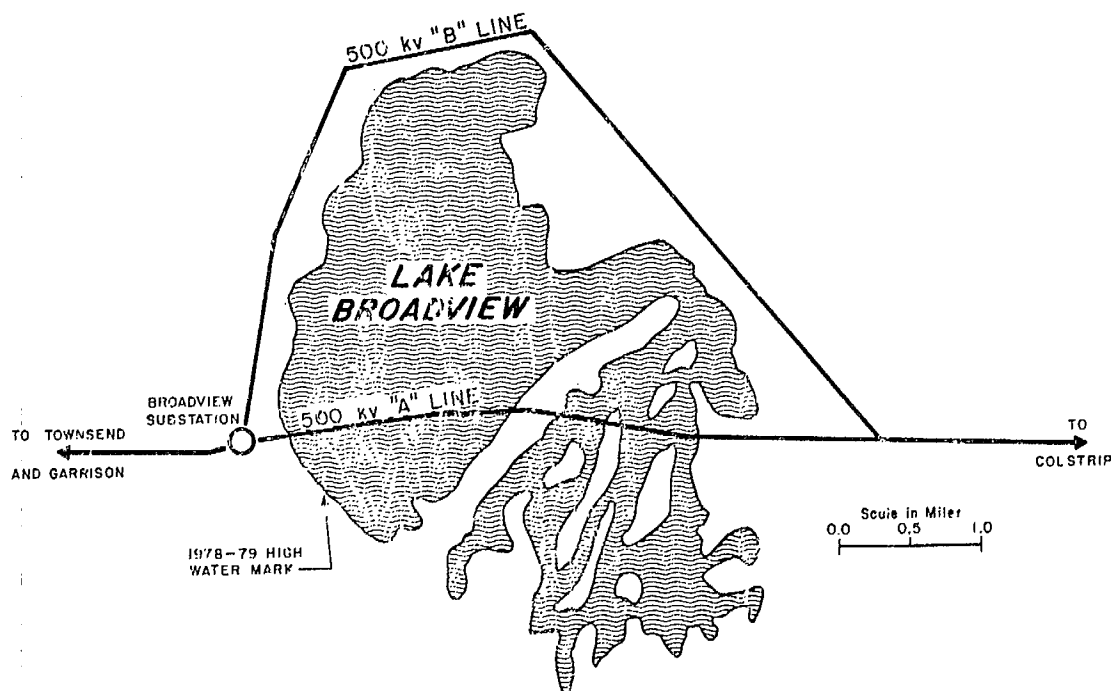 500 kv "B" LINE
LAKE
BROADVIEW
500 kv "A" LINE
BROADVIEW
SUBSTATION
TO TOWNSEND
AND GARRISON
TO
COLSTRIP
1978-79 HIGH
WATER MARK
Scale in Miles
0.0 0.5 1.0